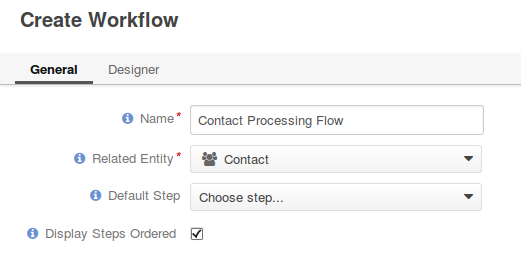 Create Workflow
General Designer
Name* Contact Processing Flow
Related Entity* Contact
Default Step Choose step...
Display Steps Ordered